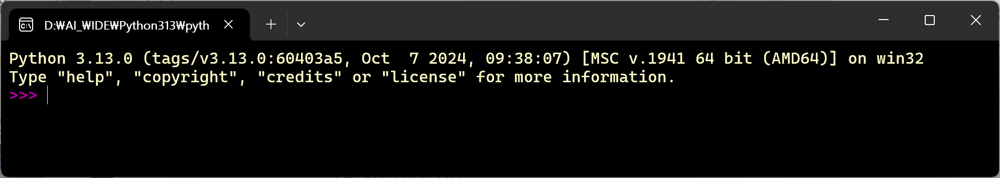 D:₩AI_₩IDE₩Python313₩pyth
Python 3.13.0 (tags/v3.13.0:60403a5, Oct  7 2024, 09:38:07) [MSC v.1941 64 bit (AMD64)] on win32
Type "help", "copyright", "credits" or "license" for more information.
>>>